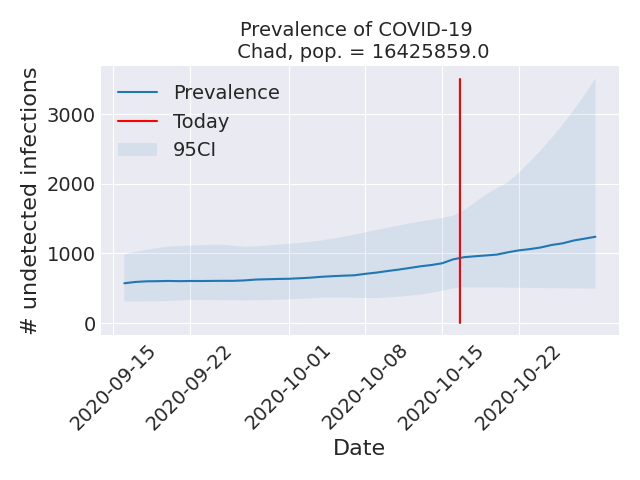 Prevalence of COVID-19
Chad, pop. = 16425859.0
# undetected infections
3000
2000
1000
0
Prevalence
Today
95CI
2020-09-15
2020-09-22
2020-10-01
2020-10-08
2020-10-15
2020-10-22
Date